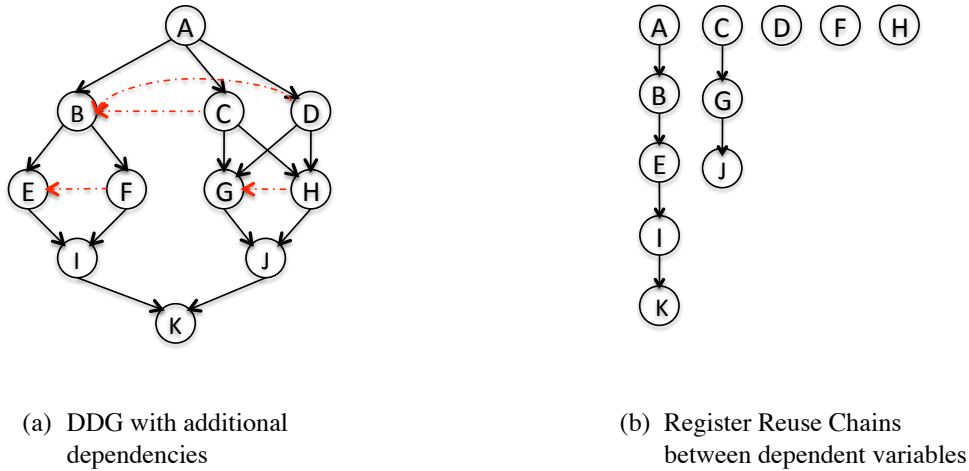 A
B C D
E F G H
I J
K
(a) DDG with additional
dependencies
A C D F H
B G
E J
I
K
(b) Register Reuse Chains
between dependent variables